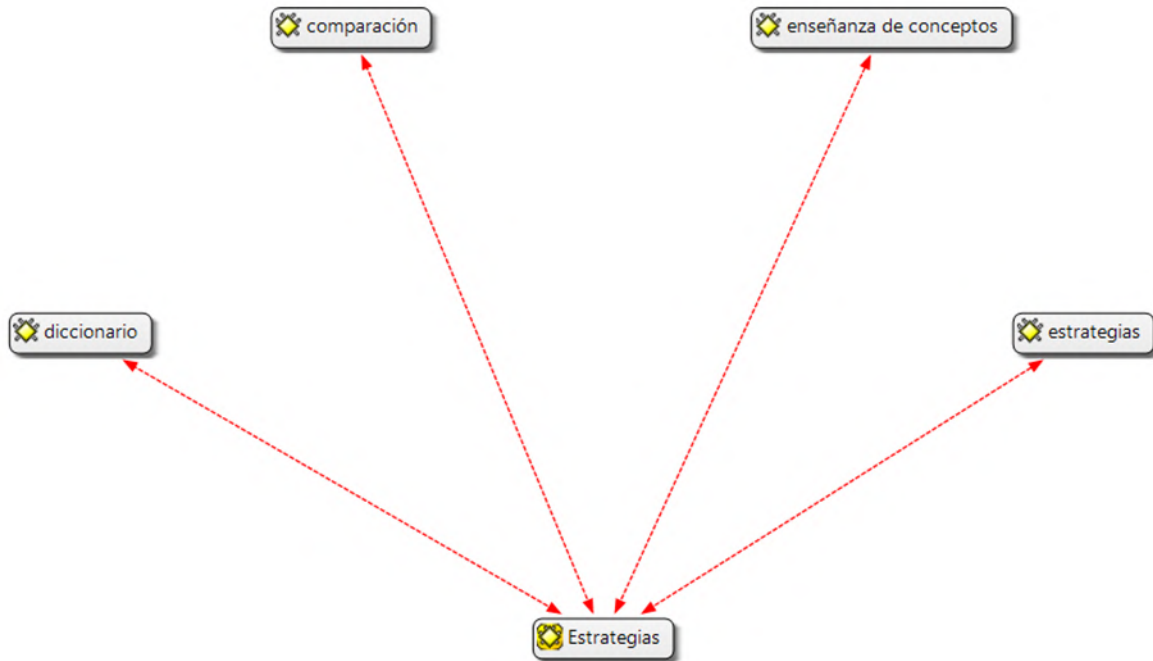 comparación
enseñanza de conceptos
diccionario
estrategias
Estrategias